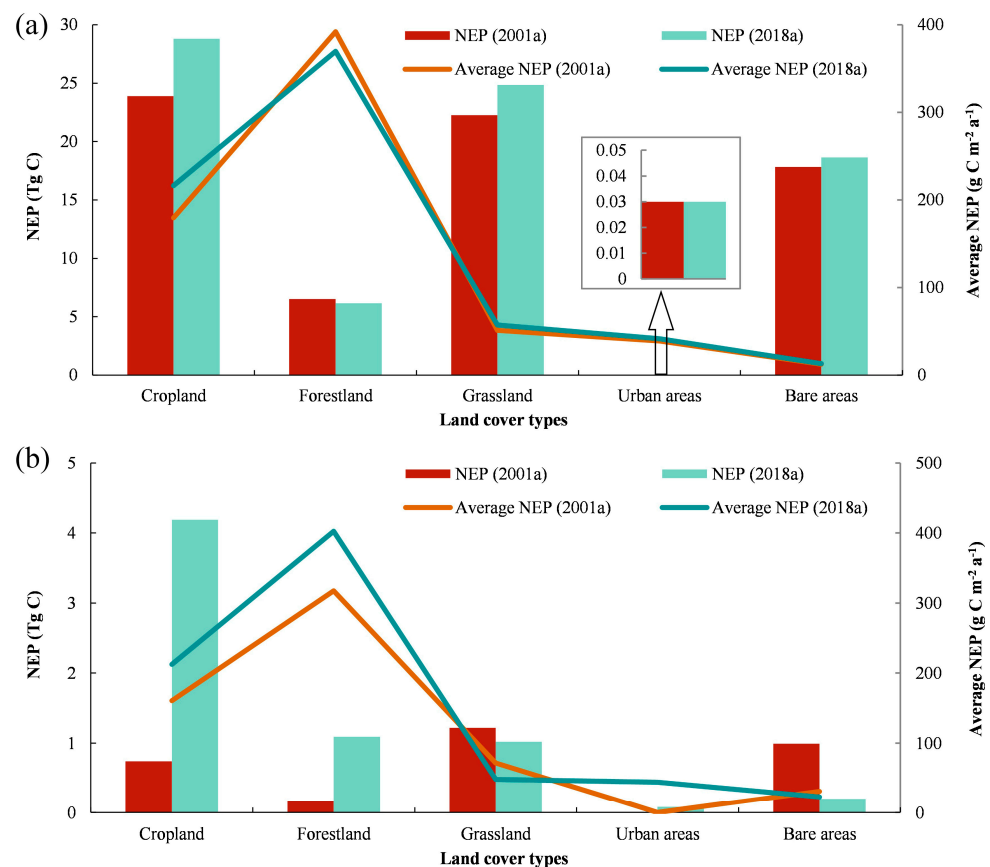 (a)
30
25
20
15
10
5
0
NEP (Tg C)
NEP (2001a)
NEP (2018a)
Average NEP (2001a)
Average NEP (2018a)
0.05
0.04
0.03
0.02
0.01
0
400
300
200
100
0
Average NEP (g C m⁻² a⁻¹)
Cropland
Forestland
Grassland
Urban areas
Bare areas
Land cover types
(b)
5
4
3
2
1
0
NEP (Tg C)
NEP (2001a)
NEP (2018a)
Average NEP (2001a)
Average NEP (2018a)
500
400
300
200
100
0
Average NEP (g C m⁻² a⁻¹)
Cropland
Forestland
Grassland
Urban areas
Bare areas
Land cover types